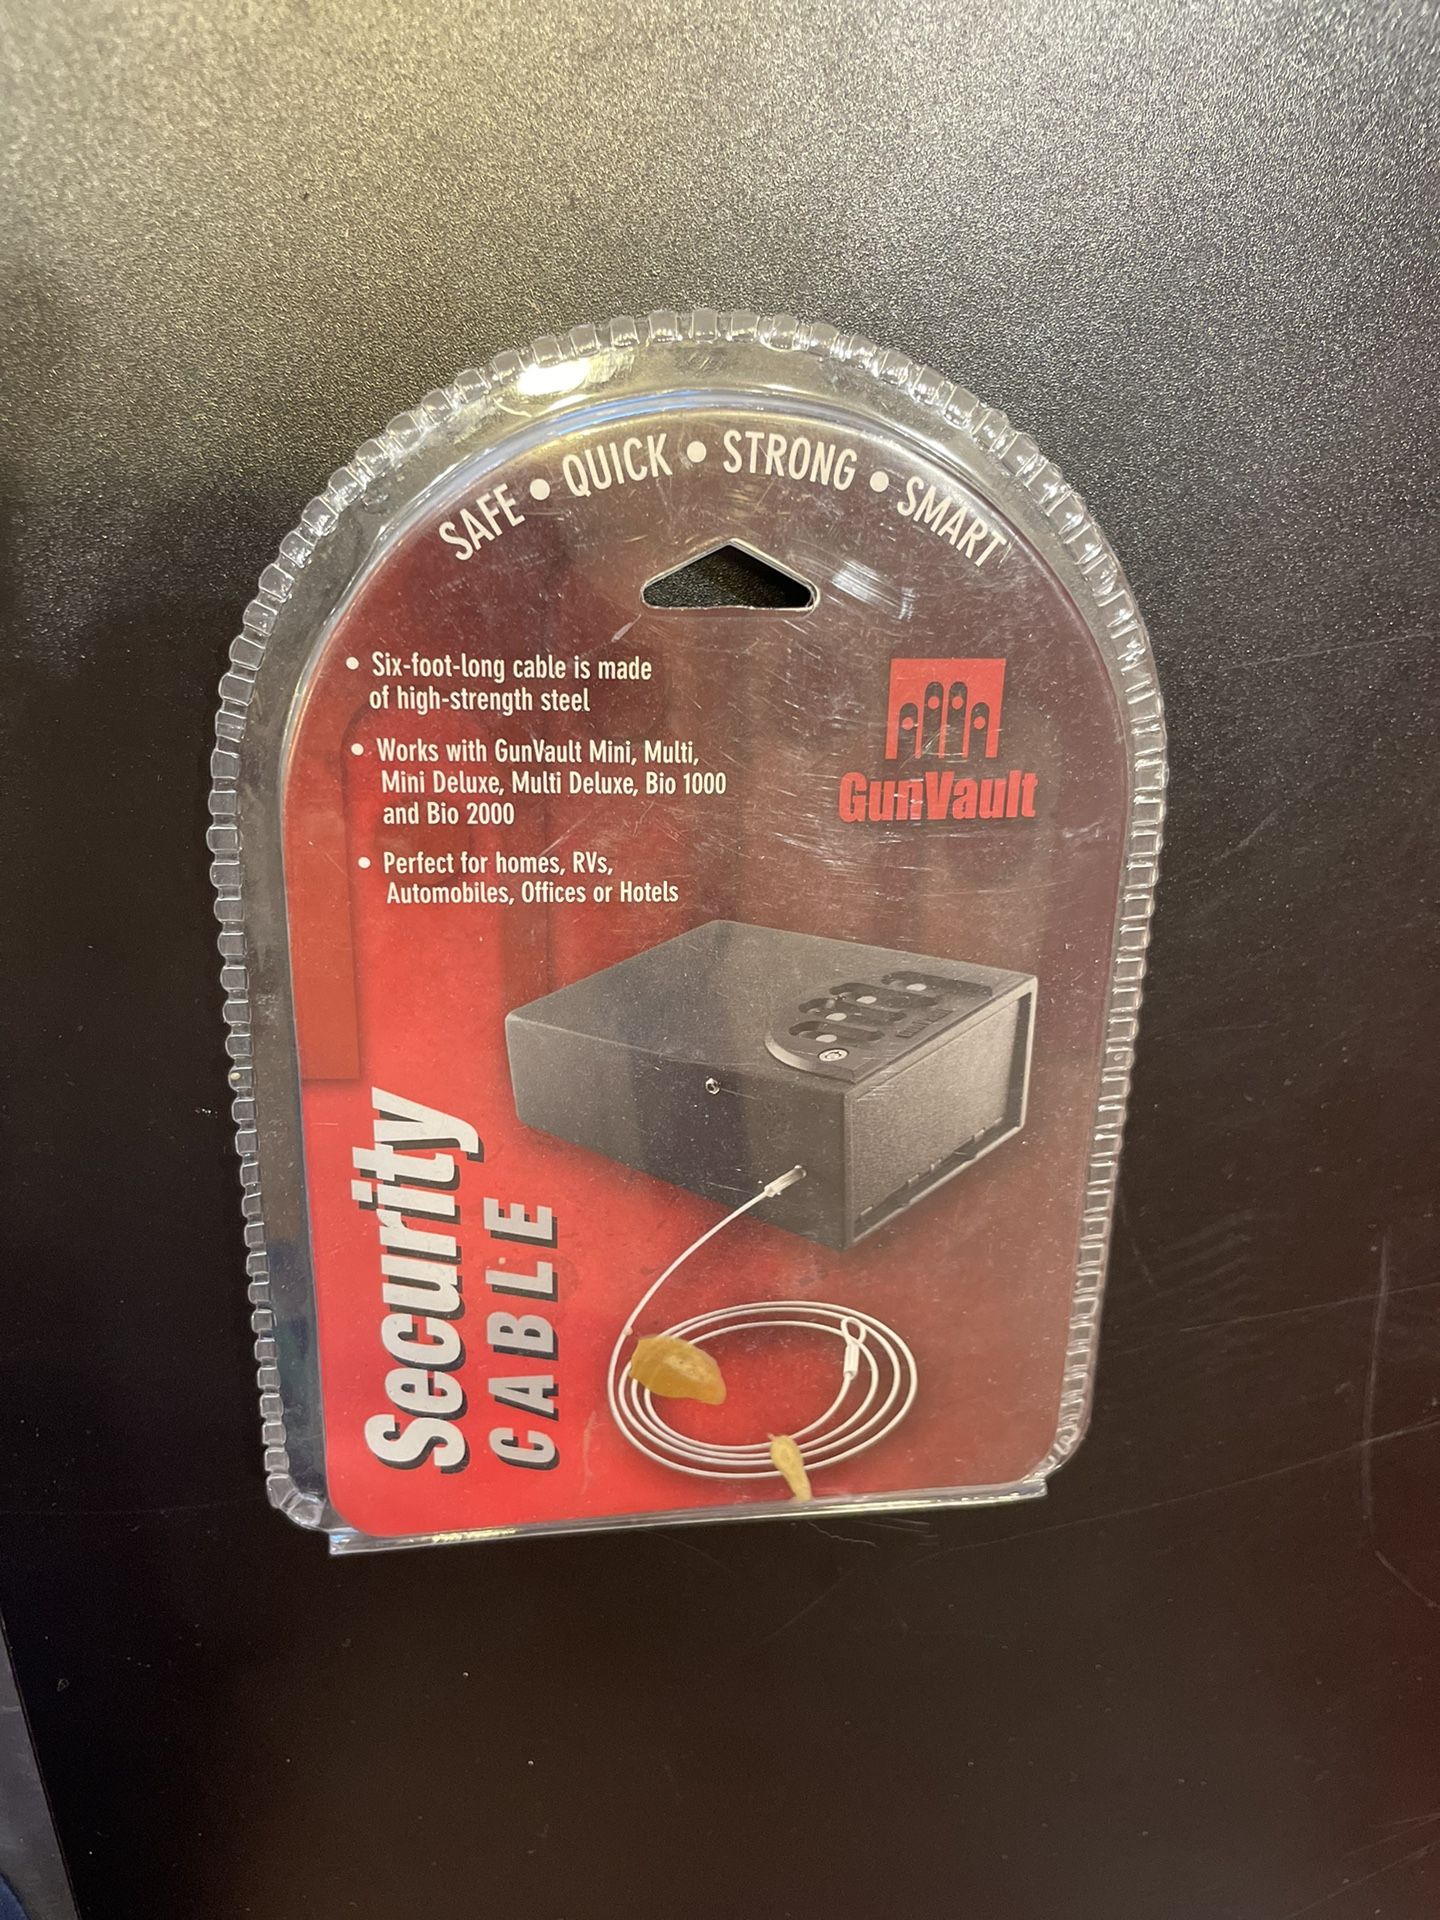 SAFE • QUICK • STRONG • SMART
• Six-foot-long cable is made
of high-strength steel
• Works with GunVault Mini, Multi,
Mini Deluxe, Multi Deluxe, Bio 1000
and Bio 2000
• Perfect for homes, RVs,
Automobiles, Offices or Hotels
GunVault
Security
CABLE